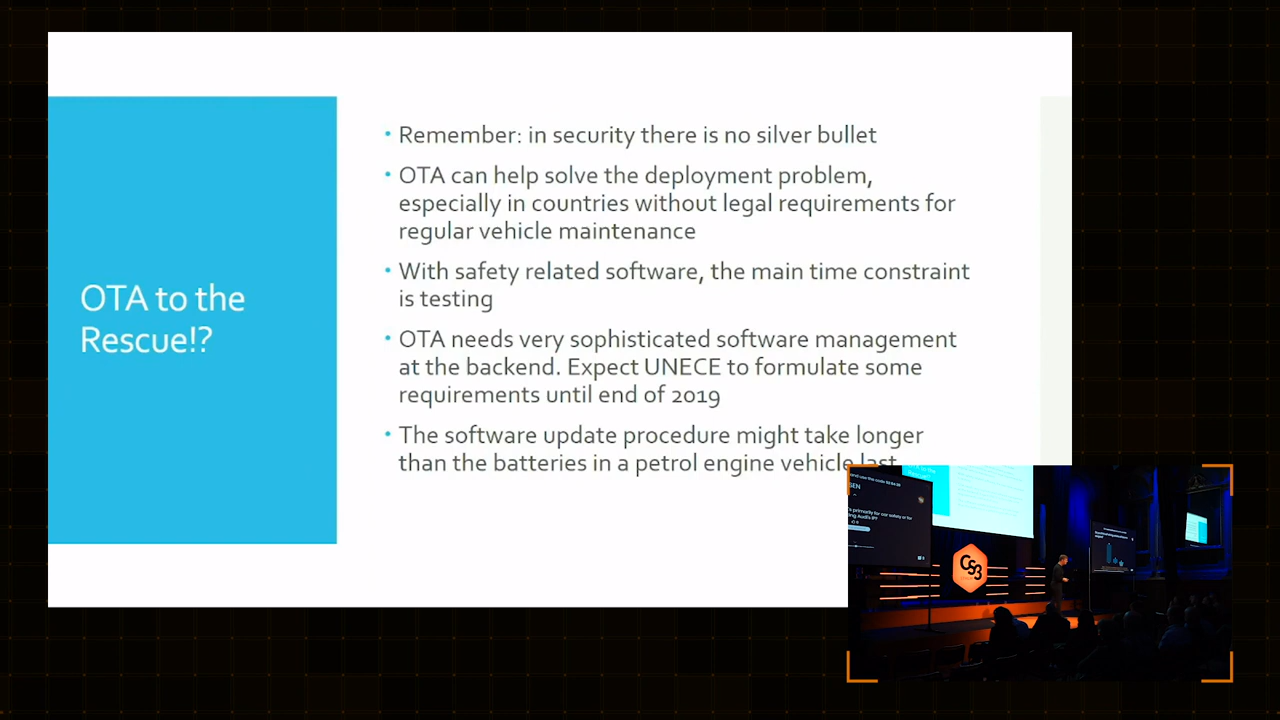 OTA to the
Rescue!?
• Remember: in security there is no silver bullet
• OTA can help solve the deployment problem,
especially in countries without legal requirements for
regular vehicle maintenance
• With safety related software, the main time constraint
is testing
• OTA needs very sophisticated software management
at the backend. Expect UNECE to formulate some
requirements until end of 2019
• The software update procedure might take longer
than the batteries in a petrol engine vehicle last
CS3